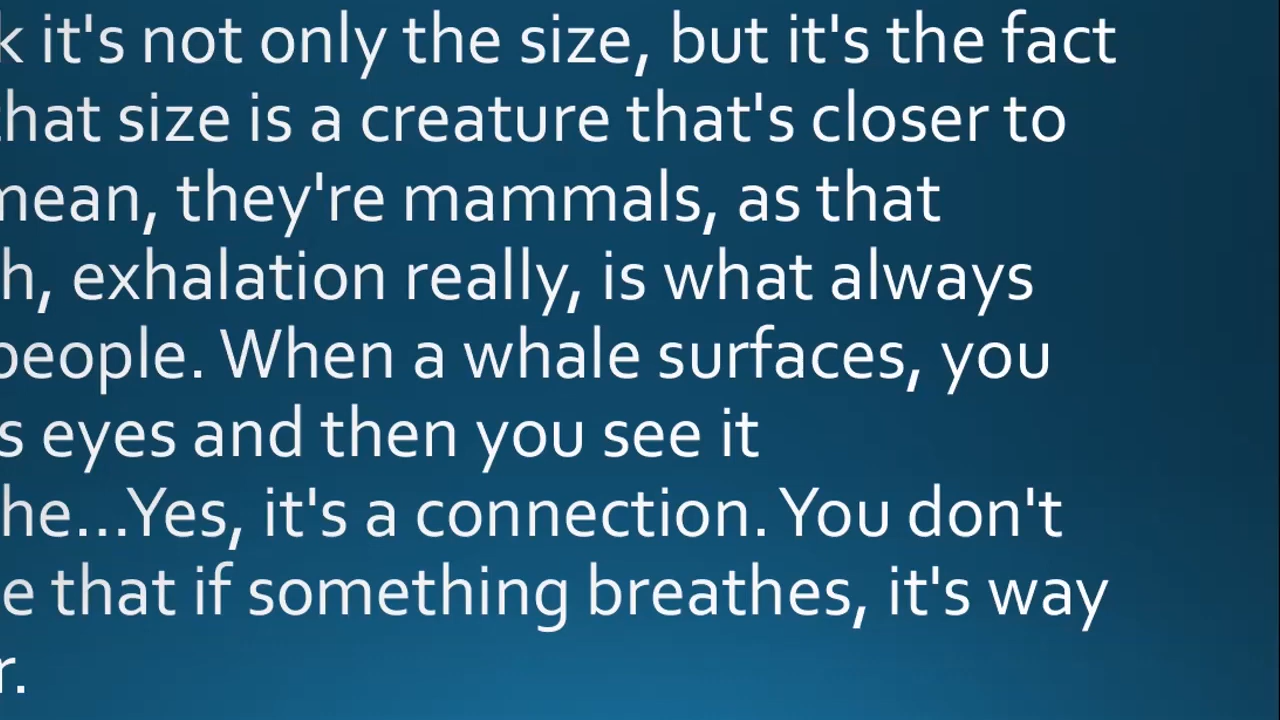 k it's not only the size, but it's the fact
that size is a creature that's closer to
mean, they're mammals, as that
h, exhalation really, is what always
people. When a whale surfaces, you
s eyes and then you see it
he...Yes, it's a connection. You don't
e that if something breathes, it's way
r.